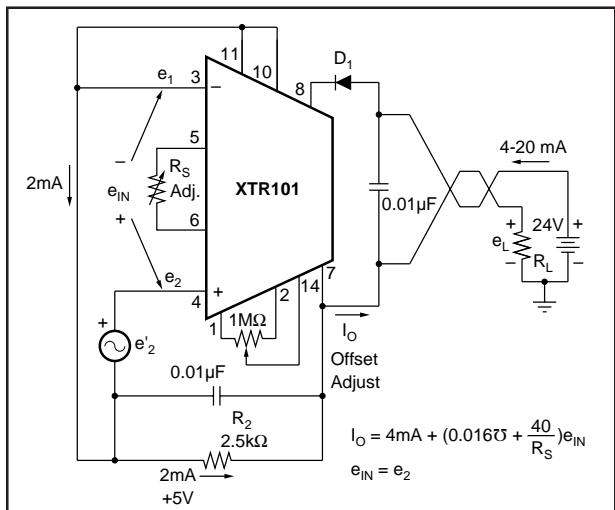 11
10
e1
3
−
8
D1
5
RS
Adj.
6
XTR101
2mA
−
eIN
+
e2
4
+
0.01µF
4-20 mA
+
eL
−
RL
24V
+
−
7
14
2
1
1MΩ
IO
Offset
Adjust
+
e'2
0.01µF
R2
2.5kΩ
2mA
+5V
IO = 4mA + (0.016℧ + 40/RS)eIN
eIN = e2